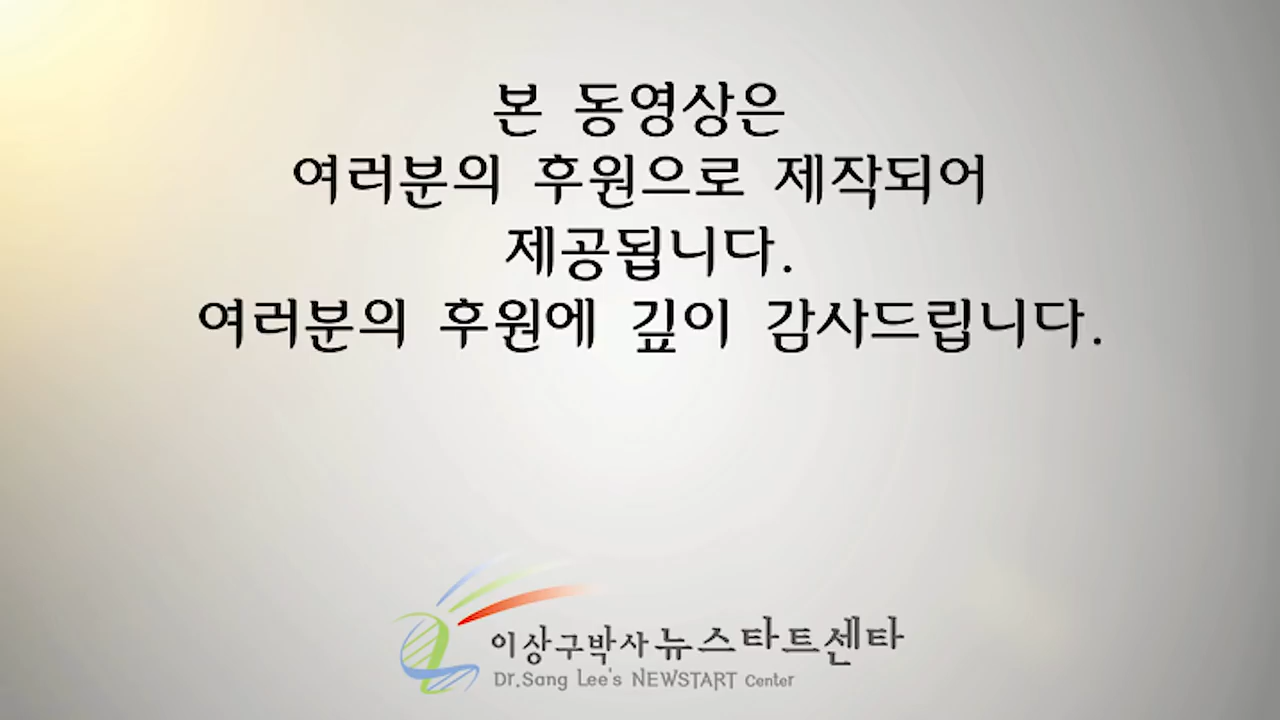 본 동영상은
여러분의 후원으로 제작되어
제공됩니다.
여러분의 후원에 깊이 감사드립니다.
이상구박사 뉴스타트센타
Dr.Sang Lee's NEWSTART Center